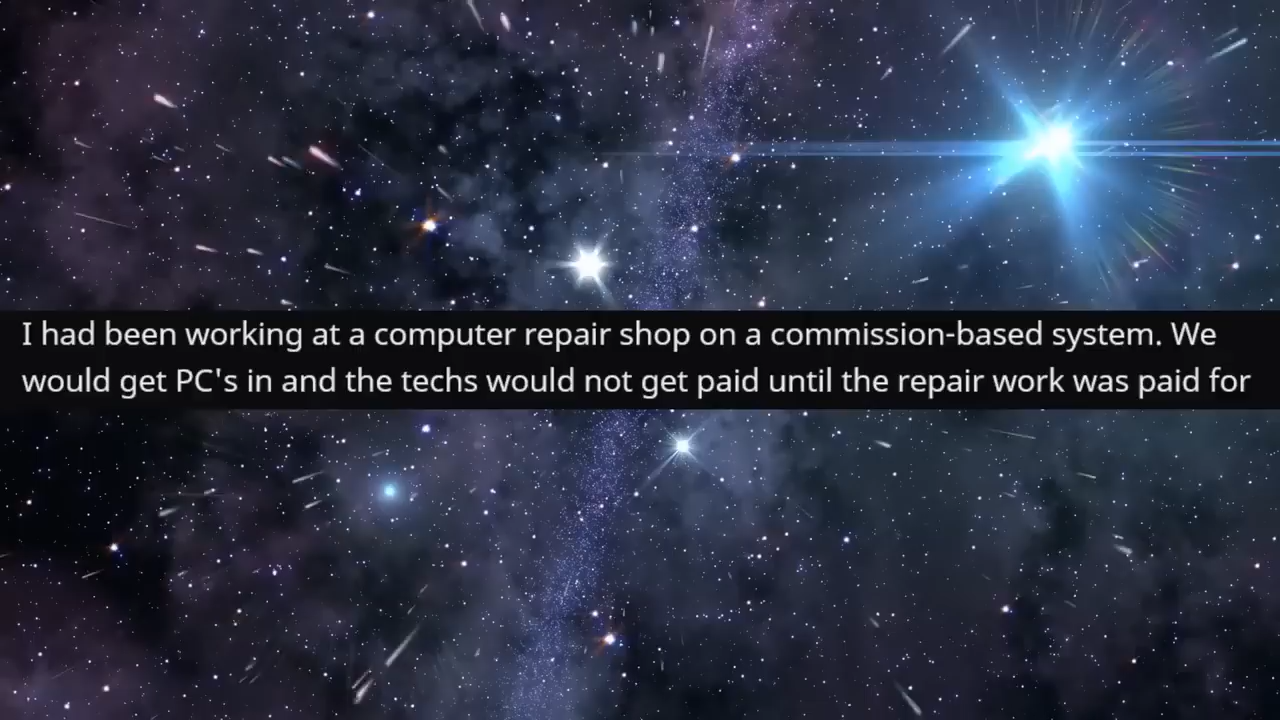 I had been working at a computer repair shop on a commission-based system. We
would get PC's in and the techs would not get paid until the repair work was paid for